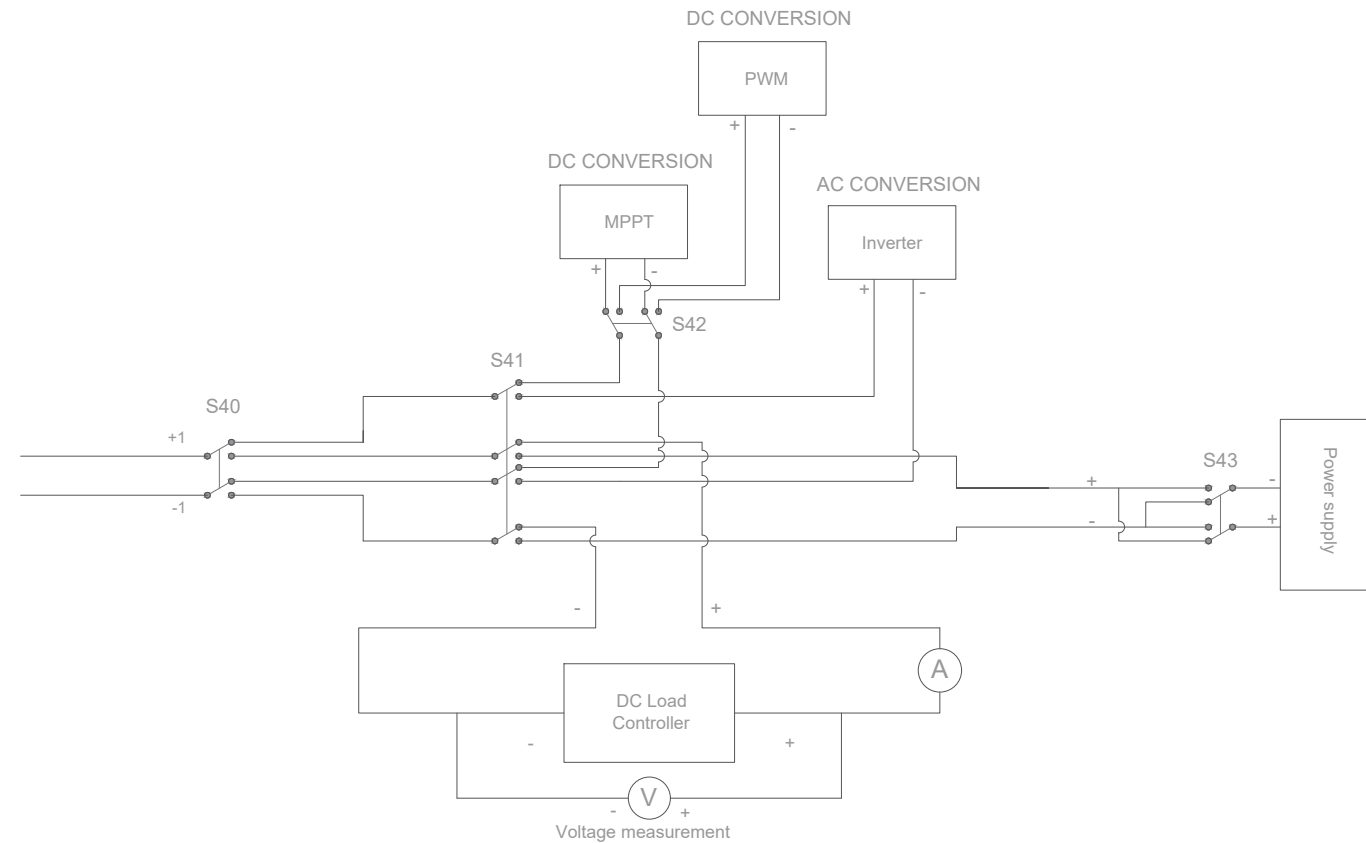 DC CONVERSION
PWM
+ -
DC CONVERSION
MPPT
+ -
AC CONVERSION
Inverter
+ -
S42
S41
S40
+1
-1
S43
+
-
-
+
Power supply
-
+
A
DC Load
Controller
-
+
V
- +
Voltage measurement